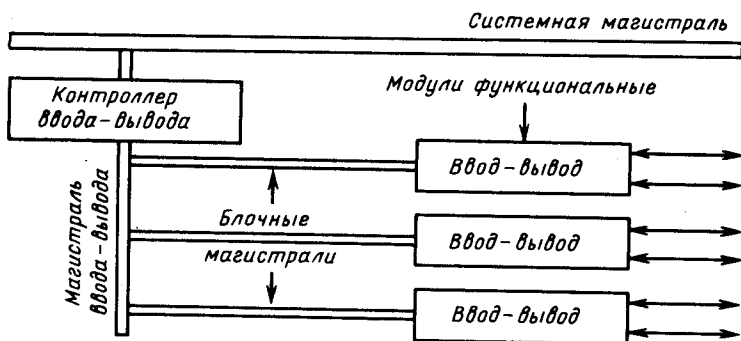 Системная магистраль
Контроллер
ввода-вывода
Модули функциональные
Магистраль
ввода-вывода
Ввод-вывод
Блочные
магистрали
Ввод-вывод
Ввод-вывод